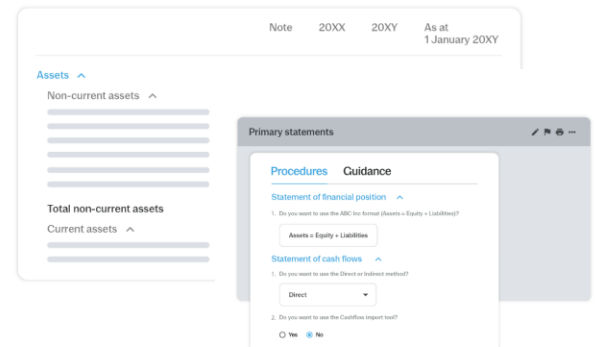 Note 20XX 20XY As at
1 January 20XY
Assets
Non-current assets
Total non-current assets
Current assets
Primary statements
Procedures Guidance
Statement of financial position
1. Do you want to use the ABC Inc format (Assets = Equity + Liabilities)?
Assets = Equity + Liabilities
Statement of cash flows
1. Do you want to use the Direct or Indirect method?
Direct
2. Do you want to use the Cashflow import tool?
Yes No